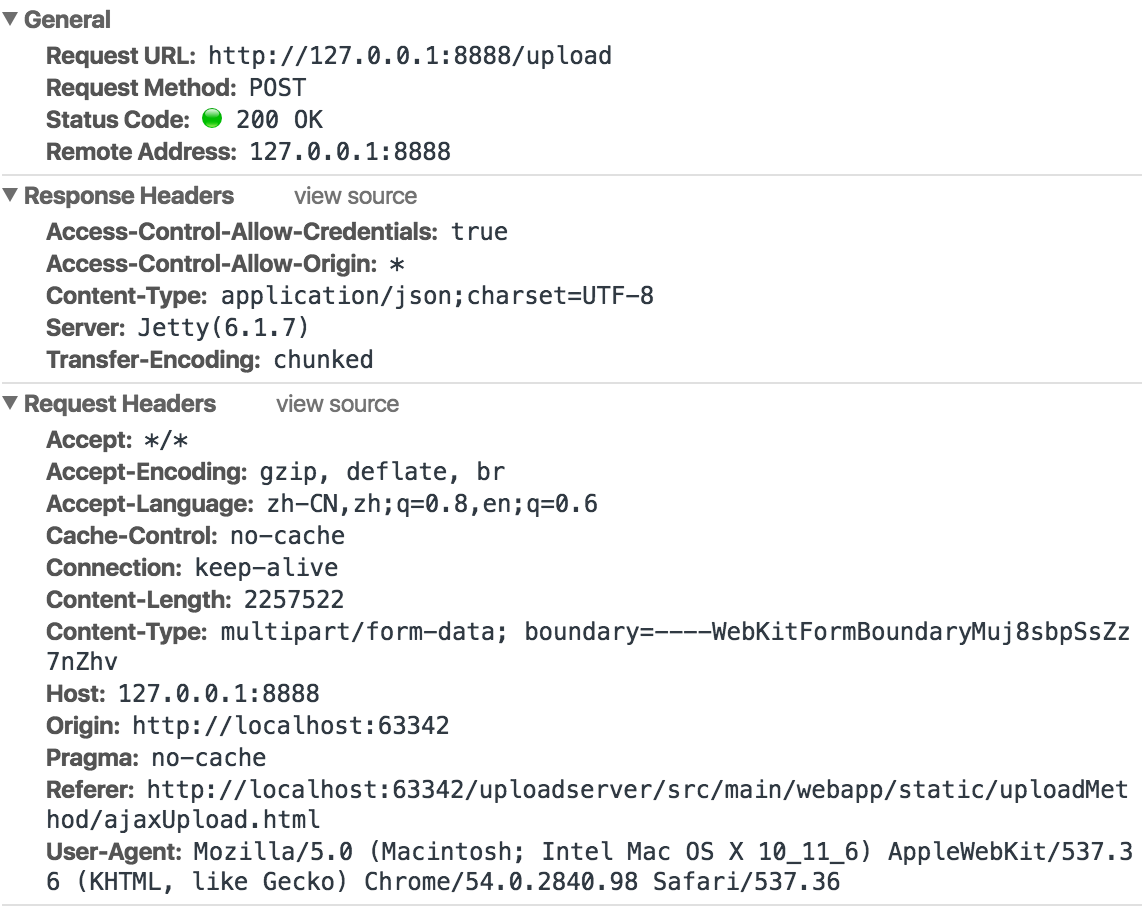 General
Request URL: http://127.0.0.1:8888/upload
Request Method: POST
Status Code: 200 OK
Remote Address: 127.0.0.1:8888
Response Headers view source
Access-Control-Allow-Credentials: true
Access-Control-Allow-Origin: *
Content-Type: application/json;charset=UTF-8
Server: Jetty(6.1.7)
Transfer-Encoding: chunked
Request Headers view source
Accept: */*
Accept-Encoding: gzip, deflate, br
Accept-Language: zh-CN,zh;q=0.8,en;q=0.6
Cache-Control: no-cache
Connection: keep-alive
Content-Length: 2257522
Content-Type: multipart/form-data; boundary=----WebKitFormBoundaryMuj8sbpSsZz
7nZhv
Host: 127.0.0.1:8888
Origin: http://localhost:63342
Pragma: no-cache
Referer: http://localhost:63342/uploadserver/src/main/webapp/static/uploadMet
hod/ajaxUpload.html
User-Agent: Mozilla/5.0 (Macintosh; Intel Mac OS X 10_11_6) AppleWebKit/537.3
6 (KHTML, like Gecko) Chrome/54.0.2840.98 Safari/537.36